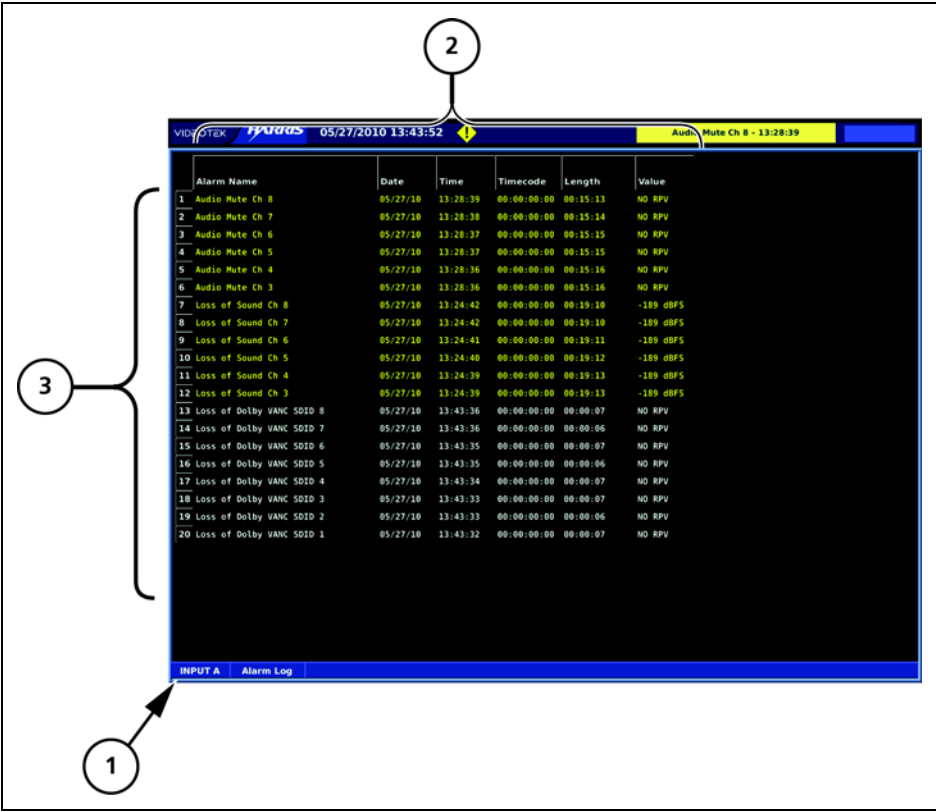 2
VIDEOTEK HARRIS 05/27/2010 13:43:52 ! Audio Mute Ch 8 - 13:28:39
Alarm Name Date Time Timecode Length Value
1 Audio Mute Ch 8 05/27/10 13:28:39 00:00:00:00 00:15:13 NO RPV
2 Audio Mute Ch 7 05/27/10 13:28:38 00:00:00:00 00:15:14 NO RPV
3 Audio Mute Ch 6 05/27/10 13:28:37 00:00:00:00 00:15:15 NO RPV
4 Audio Mute Ch 5 05/27/10 13:28:37 00:00:00:00 00:15:15 NO RPV
5 Audio Mute Ch 4 05/27/10 13:28:36 00:00:00:00 00:15:16 NO RPV
6 Audio Mute Ch 3 05/27/10 13:28:36 00:00:00:00 00:15:16 NO RPV
7 Loss of Sound Ch 8 05/27/10 13:24:42 00:00:00:00 00:19:10 -189 dBFS
8 Loss of Sound Ch 7 05/27/10 13:24:42 00:00:00:00 00:19:10 -189 dBFS
9 Loss of Sound Ch 6 05/27/10 13:24:41 00:00:00:00 00:19:11 -189 dBFS
10 Loss of Sound Ch 5 05/27/10 13:24:40 00:00:00:00 00:19:12 -189 dBFS
11 Loss of Sound Ch 4 05/27/10 13:24:39 00:00:00:00 00:19:13 -189 dBFS
12 Loss of Sound Ch 3 05/27/10 13:24:39 00:00:00:00 00:19:13 -189 dBFS
13 Loss of Dolby VANC SDID 8 05/27/10 13:43:36 00:00:00:00 00:00:07 NO RPV
14 Loss of Dolby VANC SDID 7 05/27/10 13:43:36 00:00:00:00 00:00:06 NO RPV
15 Loss of Dolby VANC SDID 6 05/27/10 13:43:35 00:00:00:00 00:00:07 NO RPV
16 Loss of Dolby VANC SDID 5 05/27/10 13:43:35 00:00:00:00 00:00:06 NO RPV
17 Loss of Dolby VANC SDID 4 05/27/10 13:43:34 00:00:00:00 00:00:07 NO RPV
18 Loss of Dolby VANC SDID 3 05/27/10 13:43:33 00:00:00:00 00:00:07 NO RPV
19 Loss of Dolby VANC SDID 2 05/27/10 13:43:33 00:00:00:00 00:00:06 NO RPV
20 Loss of Dolby VANC SDID 1 05/27/10 13:43:32 00:00:00:00 00:00:07 NO RPV
3
INPUT A Alarm Log
1